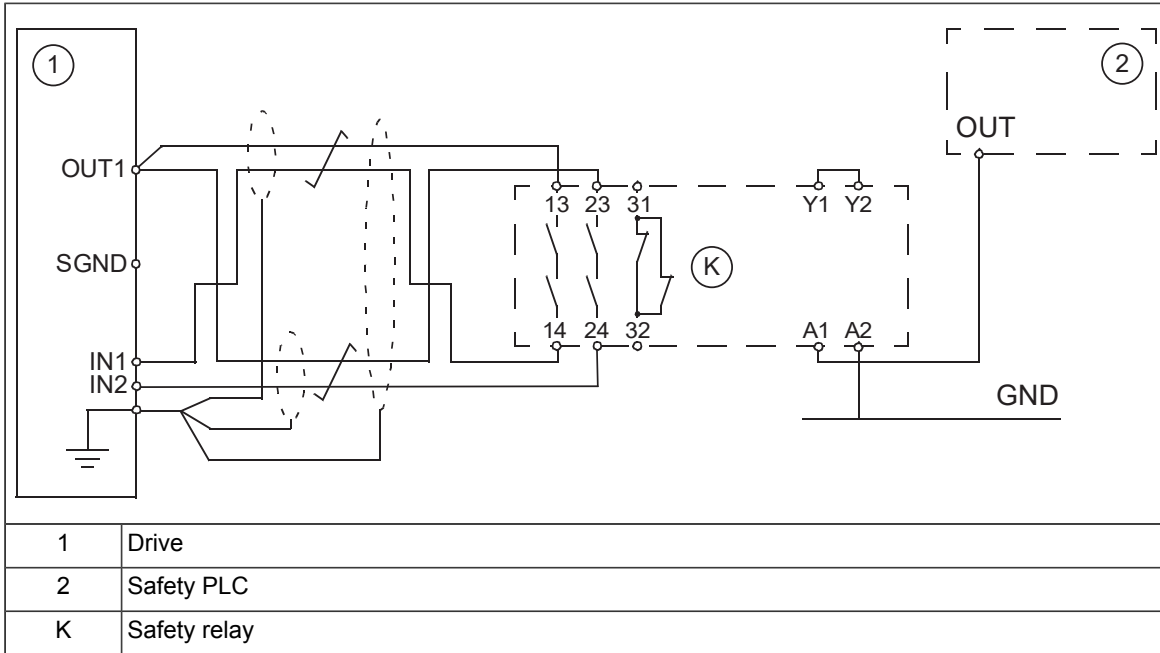 1
2
OUT
OUT1
13 23 31
Y1 Y2
SGND
K
14 24 32
A1 A2
IN1
IN2
GND
1 Drive
2 Safety PLC
K Safety relay